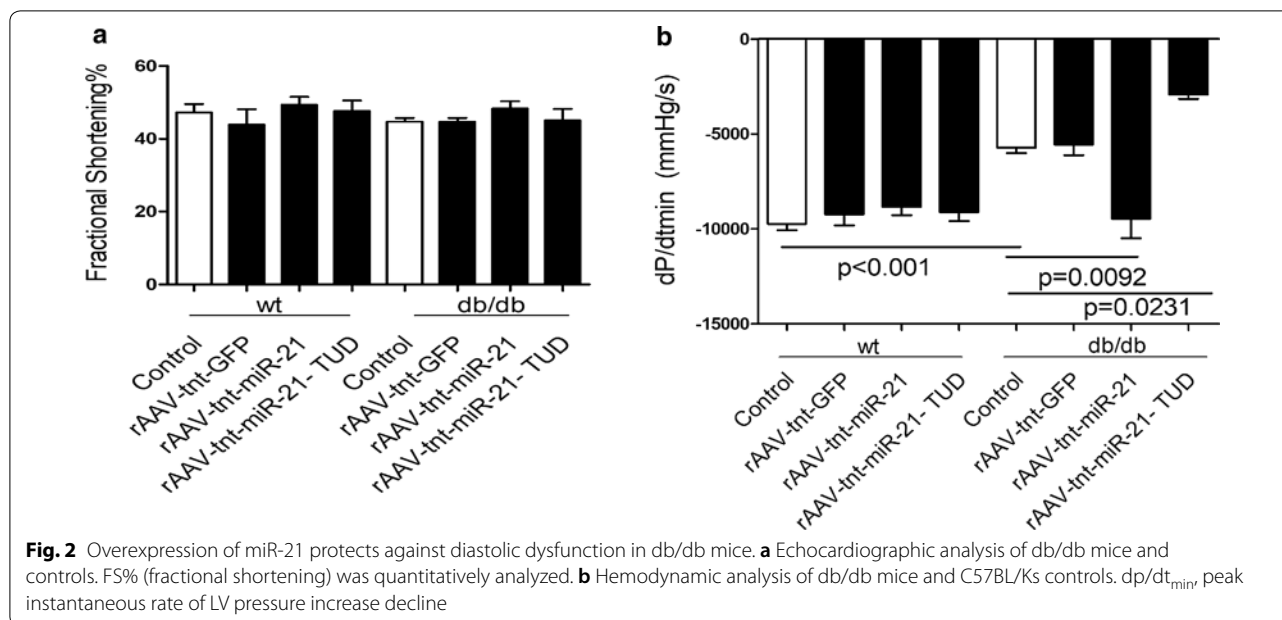 a
Fractional Shortening%
60
40
20
0
wt
db/db
Control
rAAV-tnt-GFP
rAAV-tnt-miR-21
rAAV-tnt-miR-21- TUD
Control
rAAV-tnt-GFP
rAAV-tnt-miR-21
rAAV-tnt-miR-21- TUD
b
dP/dtmin (mmHg/s)
0
-5000
-10000
-15000
p<0.001
p=0.0092
p=0.0231
wt
db/db
Control
rAAV-tnt-GFP
rAAV-tnt-miR-21
rAAV-tnt-miR-21- TUD
Control
rAAV-tnt-GFP
rAAV-tnt-miR-21
rAAV-tnt-miR-21- TUD
Fig. 2 Overexpression of miR-21 protects against diastolic dysfunction in db/db mice. a Echocardiographic analysis of db/db mice and
controls. FS% (fractional shortening) was quantitatively analyzed. b Hemodynamic analysis of db/db mice and C57BL/Ks controls. dp/dtmin, peak
instantaneous rate of LV pressure increase decline